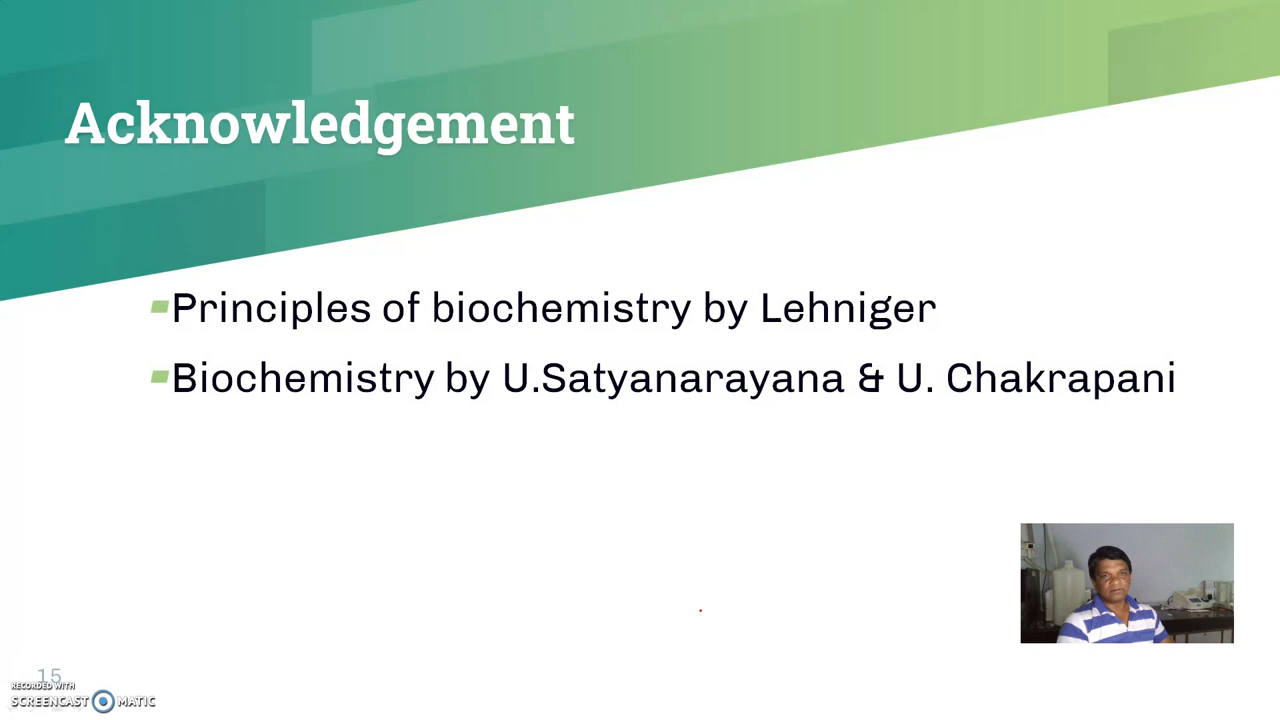 Acknowledgement
Principles of biochemistry by Lehniger
Biochemistry by U.Satyanarayana & U. Chakrapani
15
RECORDED WITH
SCREENCAST MATIC